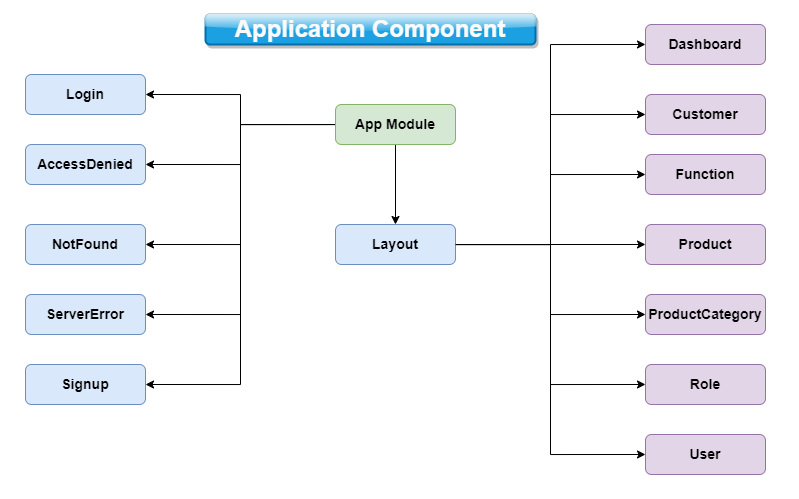 Application Component
Login
AccessDenied
NotFound
ServerError
Signup
App Module
Layout
Dashboard
Customer
Function
Product
ProductCategory
Role
User